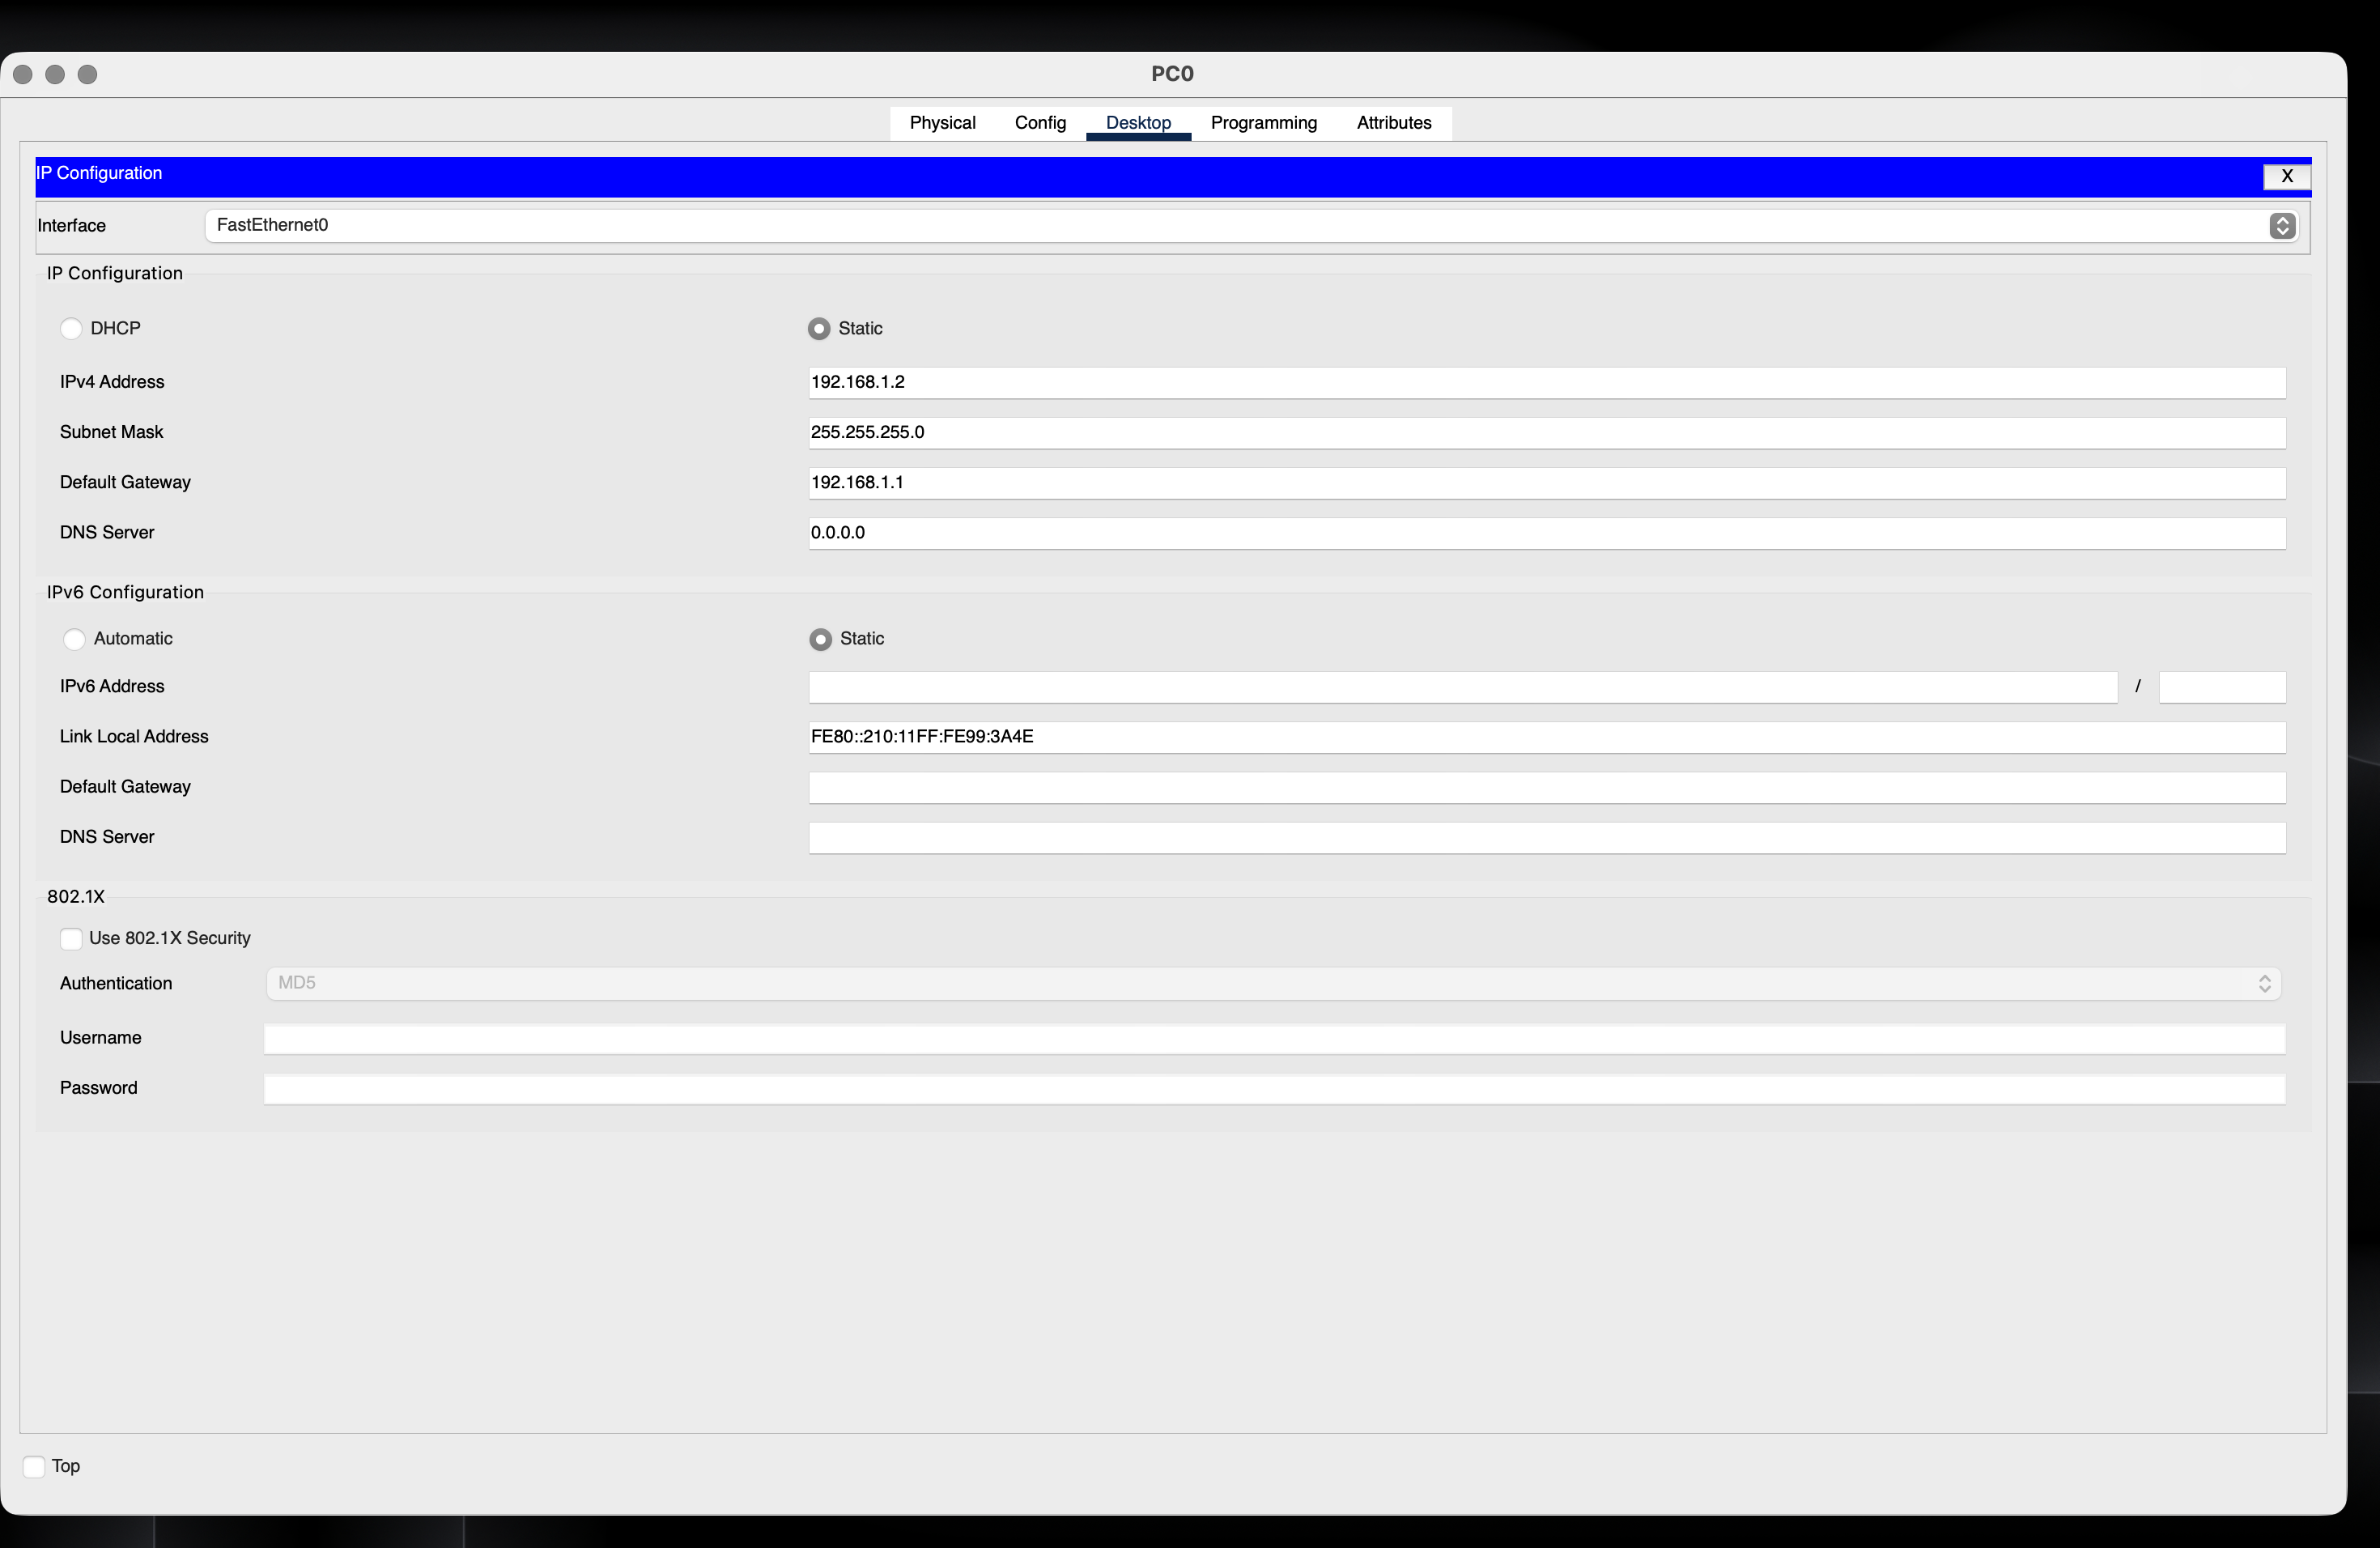 PC0
Physical Config Desktop Programming Attributes
IP Configuration X
Interface FastEthernet0
IP Configuration
DHCP Static
IPv4 Address 192.168.1.2
Subnet Mask 255.255.255.0
Default Gateway 192.168.1.1
DNS Server 0.0.0.0
IPv6 Configuration
Automatic Static
IPv6 Address /
Link Local Address FE80::210:11FF:FE99:3A4E
Default Gateway
DNS Server
802.1X
Use 802.1X Security
Authentication MD5
Username
Password
Top